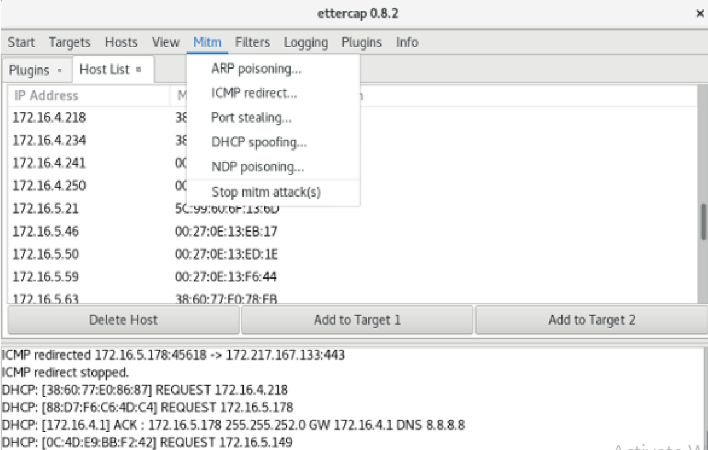 ettercap 0.8.2 ×
Start Targets Hosts View Mitm Filters Logging Plugins Info
Plugins Host List
IP Address
ARP poisoning...
ICMP redirect...
Port stealing...
DHCP spoofing...
NDP poisoning...
Stop mitm attack(s)
172.16.4.218 38
172.16.4.234 38
172.16.4.241 00
172.16.4.250 00
172.16.5.21 5C:99:60:6F:13:6D
172.16.5.46 00:27:0E:13:EB:17
172.16.5.50 00:27:0E:13:ED:1E
172.16.5.59 00:27:0E:13:F6:44
172.16.5.63 38:60:77:E0:78:FB
Delete Host Add to Target 1 Add to Target 2
ICMP redirected 172.16.5.178:45618 -> 172.217.167.133:443
ICMP redirect stopped.
DHCP: [38:60:77:E0:86:87] REQUEST 172.16.4.218
DHCP: [88:D7:F6:C6:4D:C4] REQUEST 172.16.5.178
DHCP: [172.16.4.1] ACK : 172.16.5.178 255.255.252.0 GW 172.16.4.1 DNS 8.8.8.8
DHCP: [0C:4D:E9:BB:F2:42] REQUEST 172.16.5.149